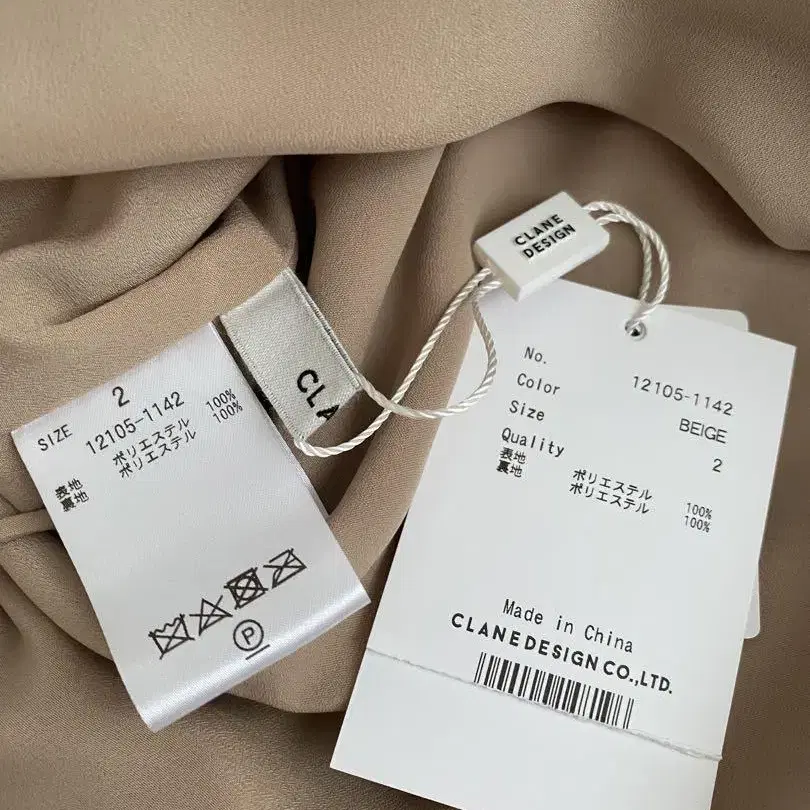 CLANE
DESIGN
CLA
SIZE 2
12105-1142
表地 ポリエステル 100%
裏地 ポリエステル 100%
P
No. 12105-1142
Color BEIGE
Size 2
Quality
表地 ポリエステル 100%
裏地 ポリエステル 100%
Made in China
CLANEDESIGN CO.,LTD.